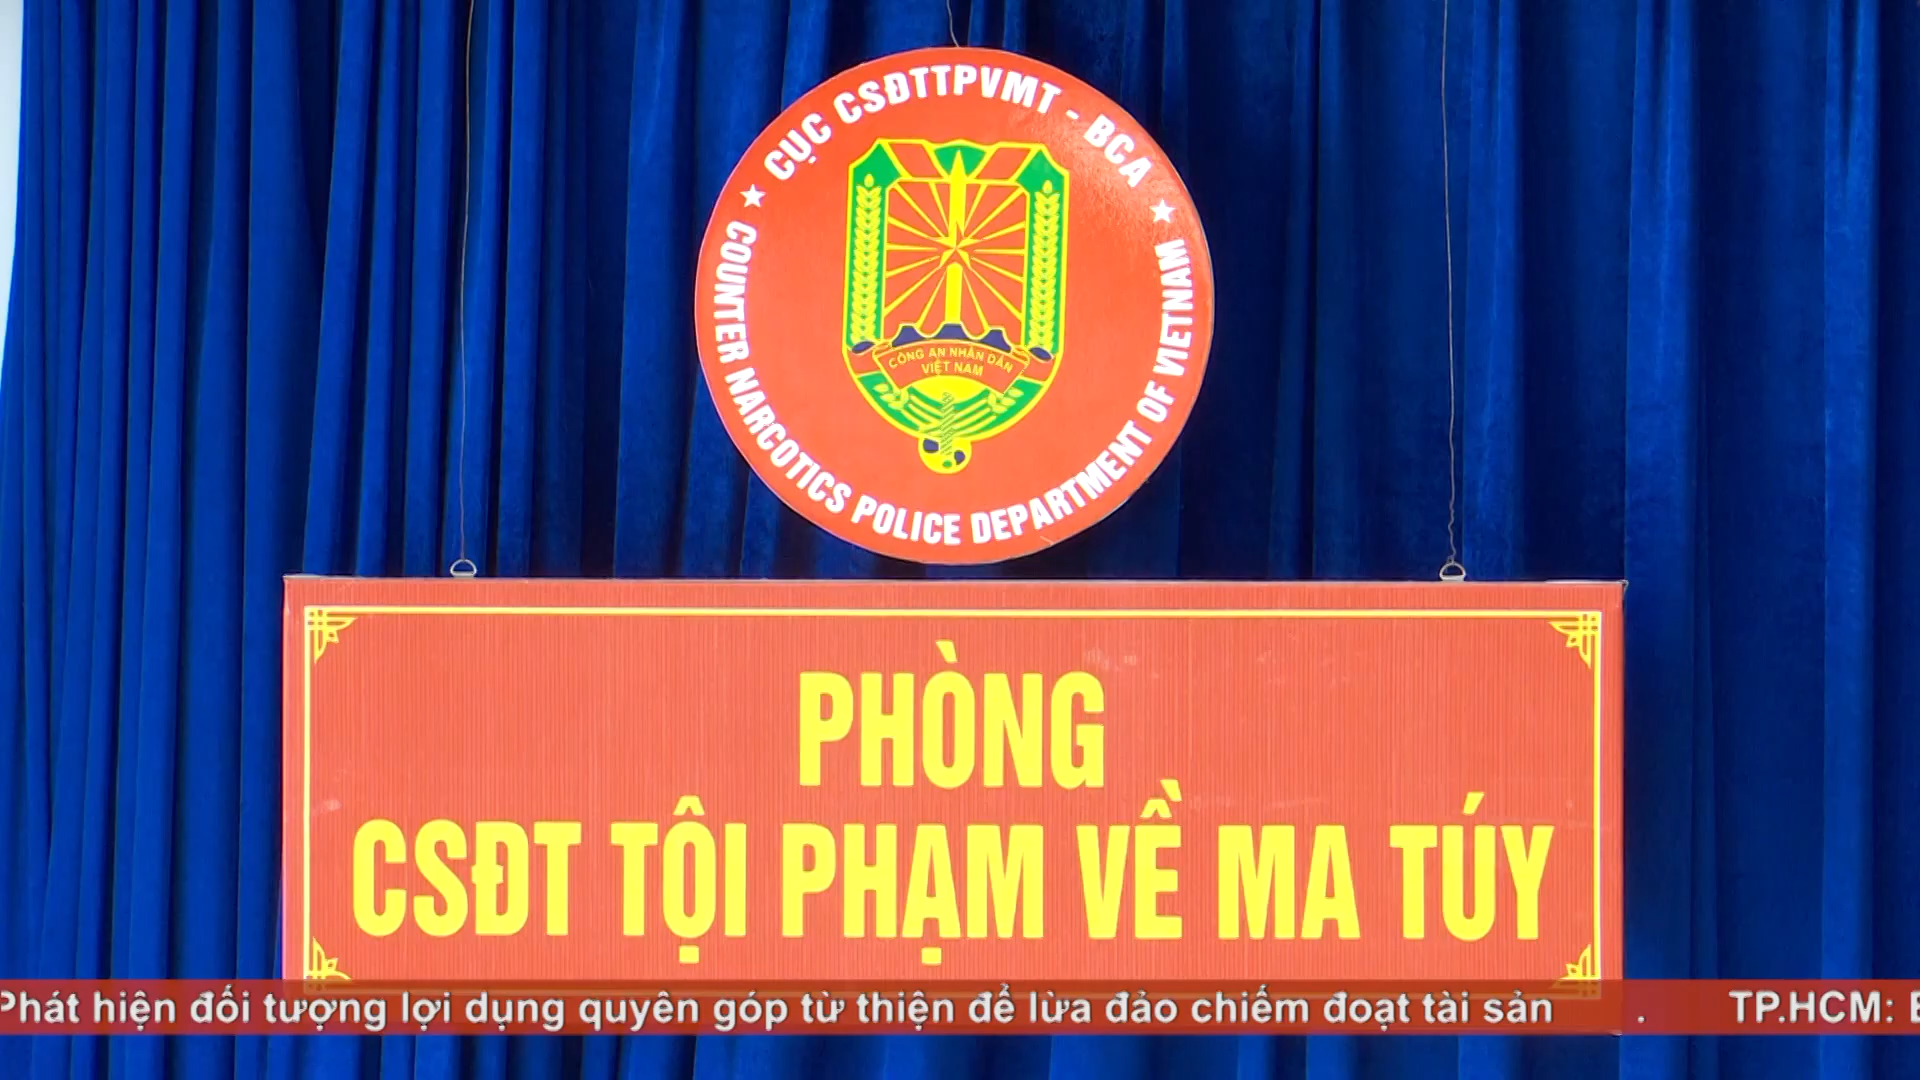 CỤC CSĐTTPVMT - BCA
COUNTER NARCOTICS POLICE DEPARTMENT OF VIETNAM
CÔNG AN NHÂN DÂN
VIỆT NAM
PHÒNG
CSĐT TỘI PHẠM VỀ MA TÚY
Phát hiện đối tượng lợi dụng quyên góp từ thiện để lừa đảo chiếm đoạt tài sản . TP.HCM: